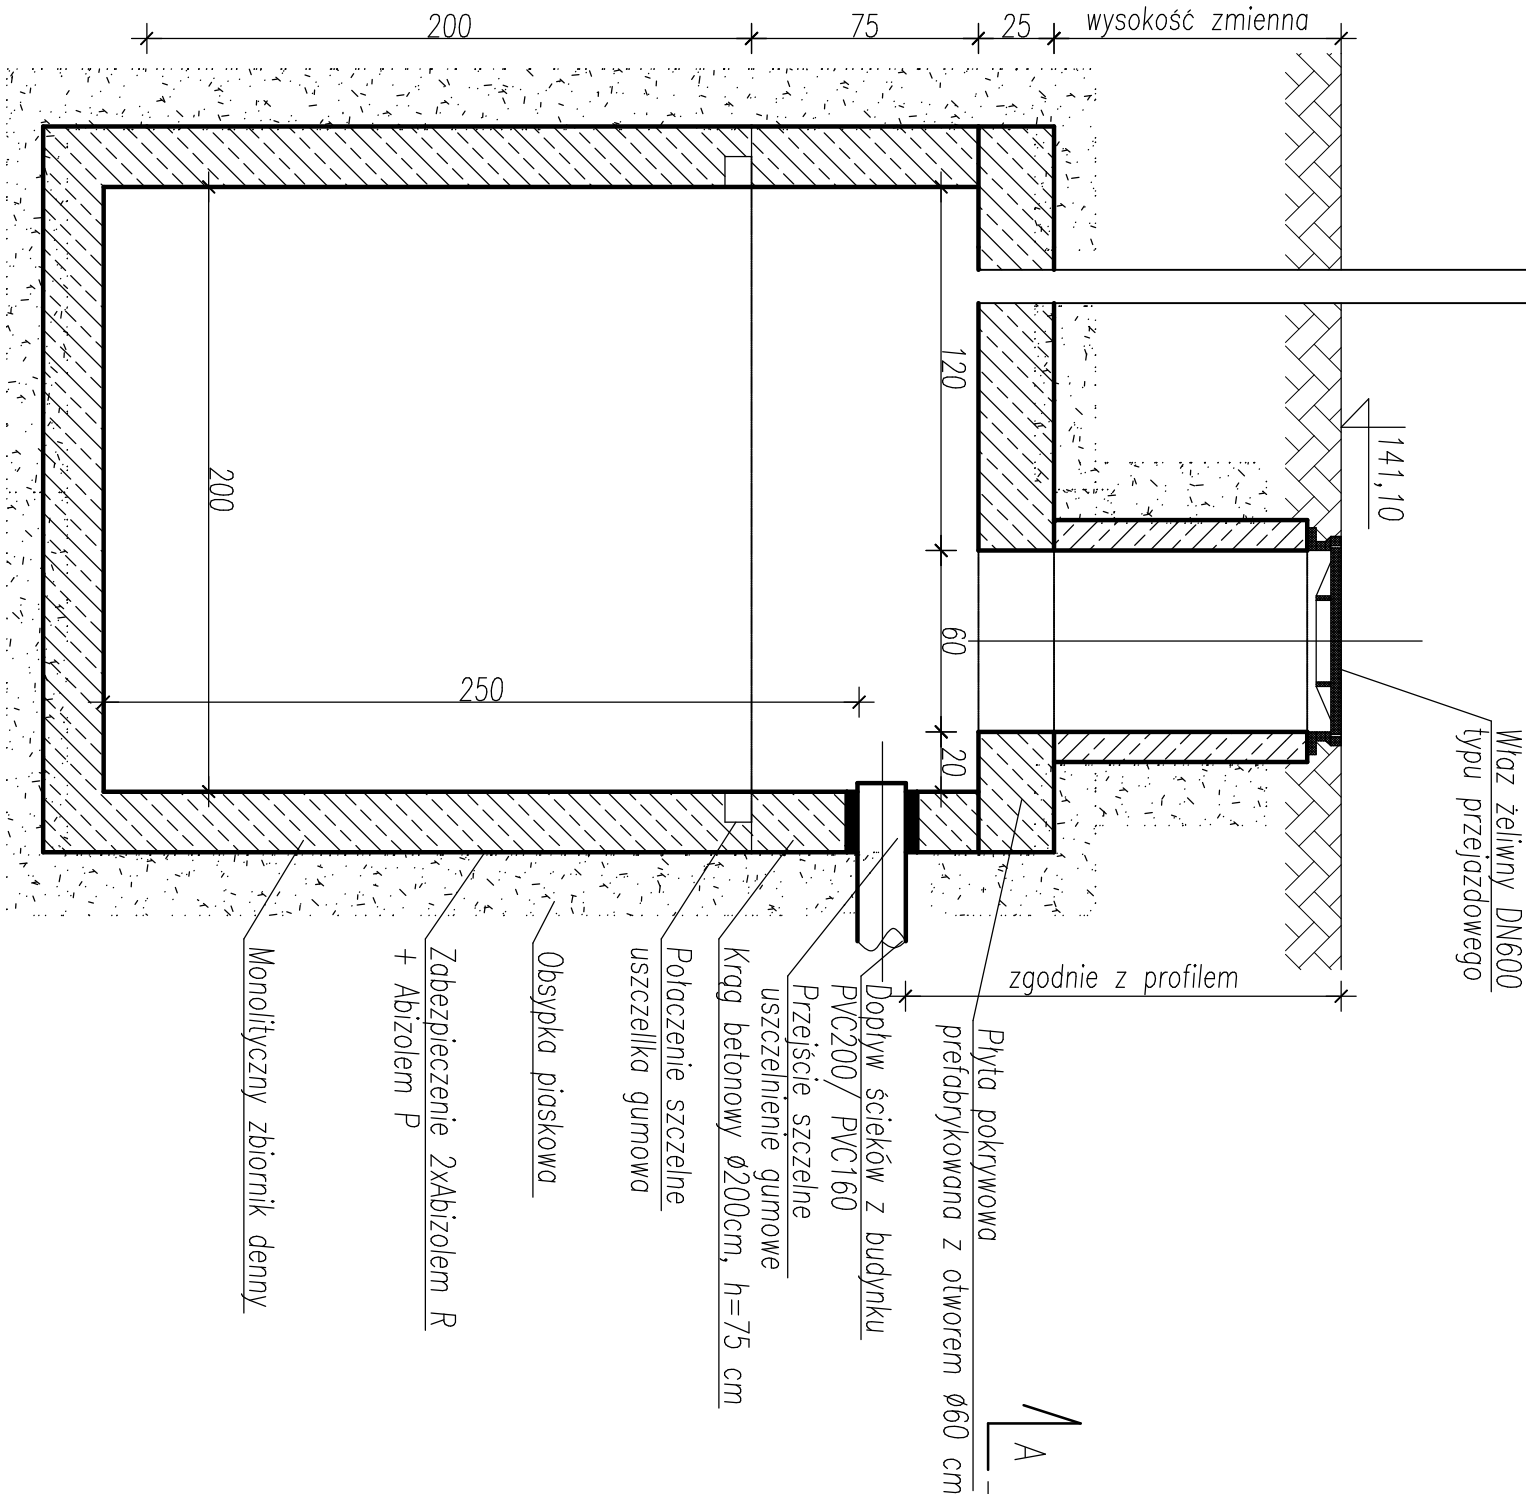 200
75
25
wysokość zmienna
120
60
20
200
250
141,10
Właz żeliwny DN600
typu przejazdowego
zgodnie z profilem
Płyta pokrywowa
prefabrykowana z otworem Ø60 cm
Dopływ ścieków z budynku
PVC200/ PVC160
Przejście szczelne
uszczelnienie gumowe
Krąg betonowy Ø200cm, h=75 cm
Połaczenie szczelne
uszczellka gumowa
Obsypka piaskowa
Zabezpieczenie 2xAbizolem R
+ Abizolem P
Monolityczny zbiornik denny
A